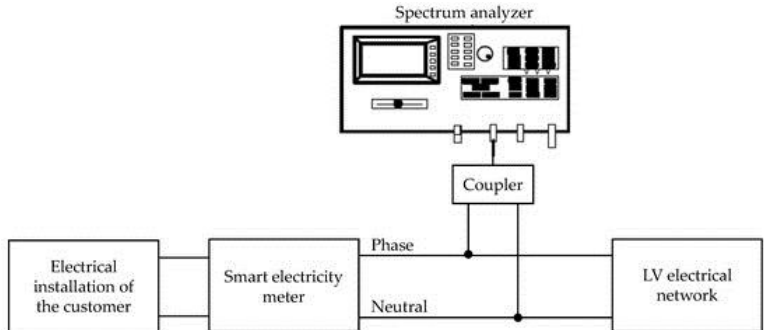 Spectrum analyzer
Coupler
Phase
Electrical
installation of
the customer
Smart electricity
meter
LV electrical
network
Neutral